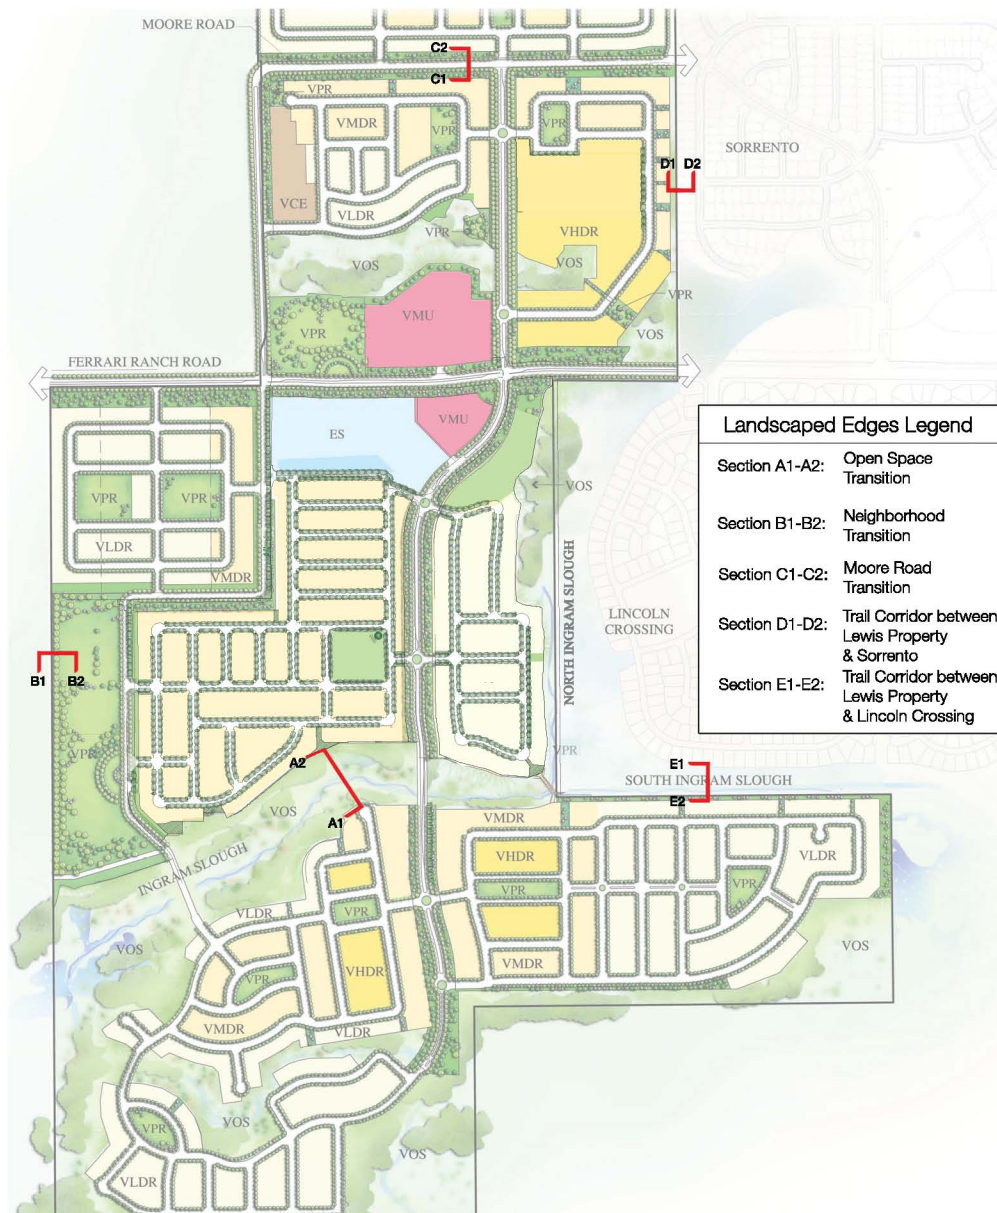 MOORE ROAD
C2
C1
VPR
VMDR
VPR
VPR
SORRENTO
D1 D2
VCE
VLDR
VPR
VHDR
VOS
VOS
VPR
VMU
VPR
VOS
FERRARI RANCH ROAD
ES
VMU
VPR
VPR
VOS
VLDR
VMDR
NORTH INGRAM SLOUGH
LINCOLN
CROSSING
Landscaped Edges Legend
Section A1-A2: Open Space
Transition
Section B1-B2: Neighborhood
Transition
Section C1-C2: Moore Road
Transition
Section D1-D2: Trail Corridor between
Lewis Property
& Sorrento
Section E1-E2: Trail Corridor between
Lewis Property
& Lincoln Crossing
B1 B2
VPR
A2
VPR
E1
SOUTH INGRAM SLOUGH
E2
VOS
A1
INGRAM SLOUGH
VMDR
VHDR
VLDR
VPR
VPR
VLDR
VPR
VOS
VHDR
VMDR
VOS
VPR
VMDR
VLDR
VOS
VPR
VOS
VLDR